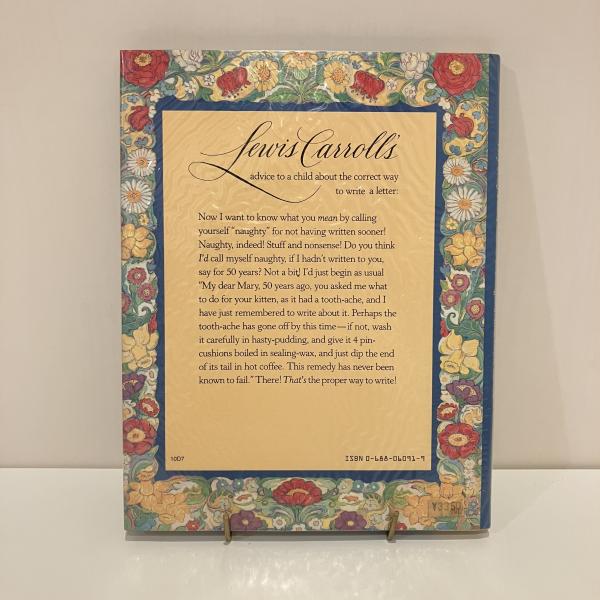 Lewis Carroll's
advice to a child about the correct way
to write a letter:
Now I want to know what you mean by calling
yourself "naughty" for not having written sooner!
Naughty, indeed! Stuff and nonsense! Do you think
I'd call myself naughty, if I hadn't written to you,
say for 50 years? Not a bit! I'd just begin as usual
"My dear Mary, 50 years ago, you asked me what
to do for your kitten, as it had a tooth-ache, and I
have just remembered to write about it. Perhaps the
tooth-ache has gone off by this time—if not, wash
it carefully in hasty-pudding, and give it 4 pin-
cushions boiled in sealing-wax, and just dip the end
of its tail in hot coffee. This remedy has never been
known to fail." There! That's the proper way to write!
1007
ISBN 0-688-06091-9